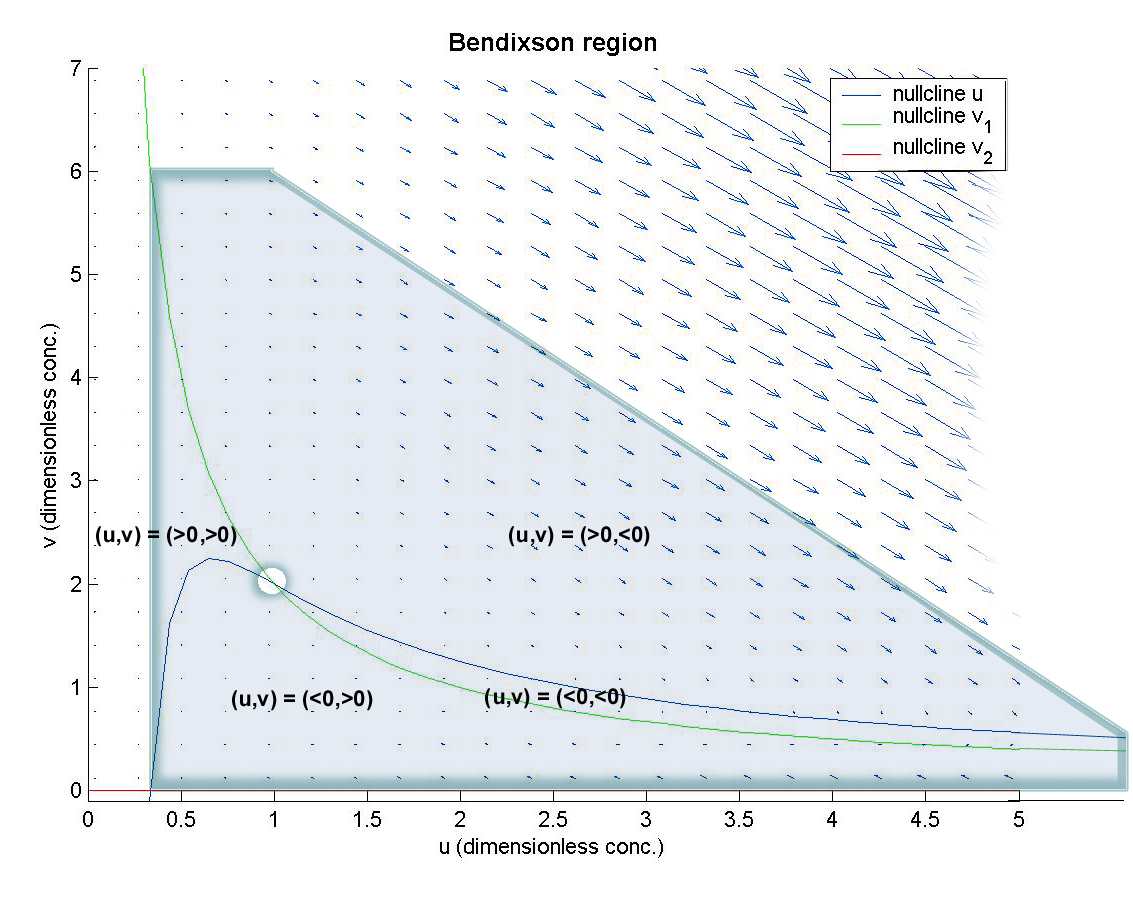 Bendixson region
7
6
5
4
3
2
1
0
v (dimensionless conc.)
nullcline u
nullcline v1
nullcline v2
(u,v) = (>0,>0)
(u,v) = (>0,<0)
(u,v) = (<0,>0)
(u,v) = (<0,<0)
0 0.5 1 1.5 2 2.5 3 3.5 4 4.5 5
u (dimensionless conc.)